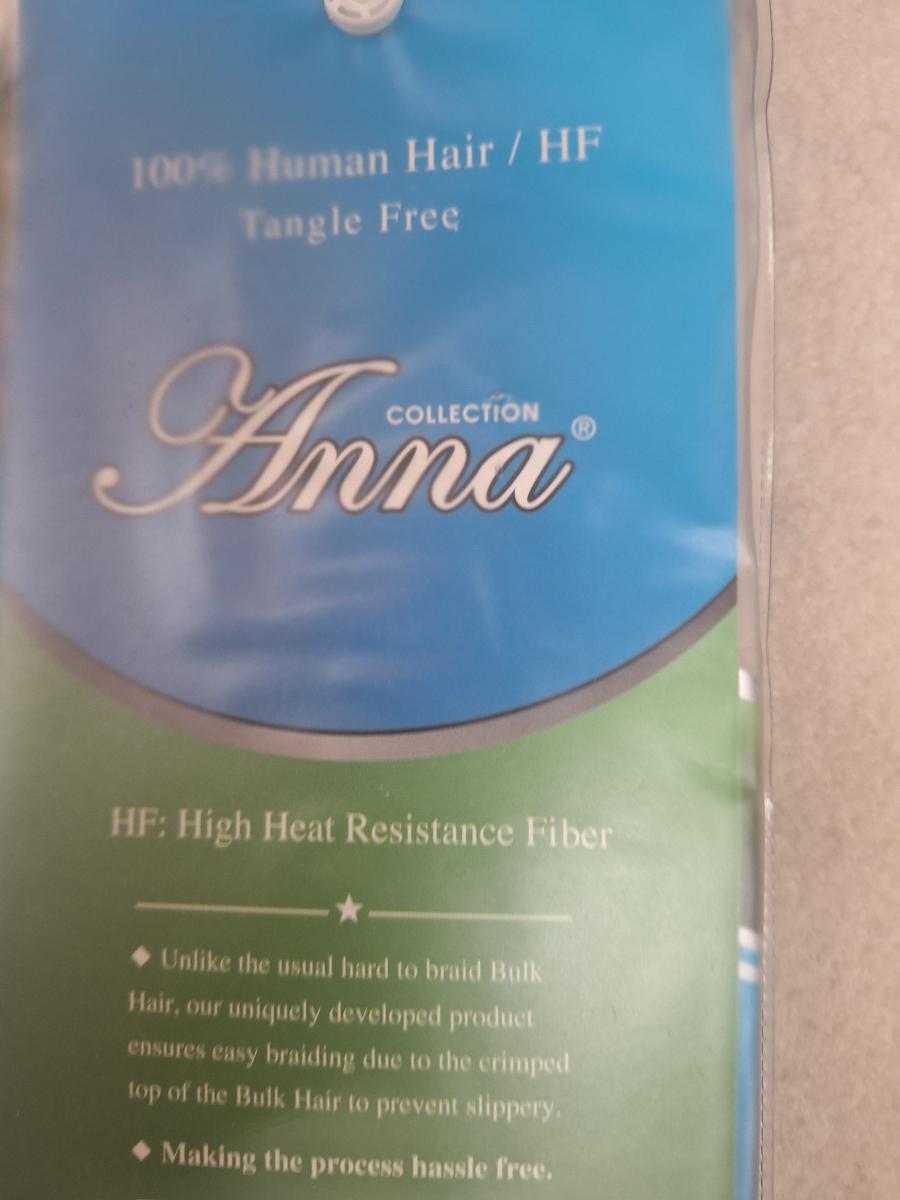 100% Human Hair / HF
Tangle Free
COLLECTION
Anna®
HF: High Heat Resistance Fiber
◆ Unlike the usual hard to braid Bulk
Hair, our uniquely developed product
ensures easy braiding due to the crimped
top of the Bulk Hair to prevent slippery.
◆ Making the process hassle free.